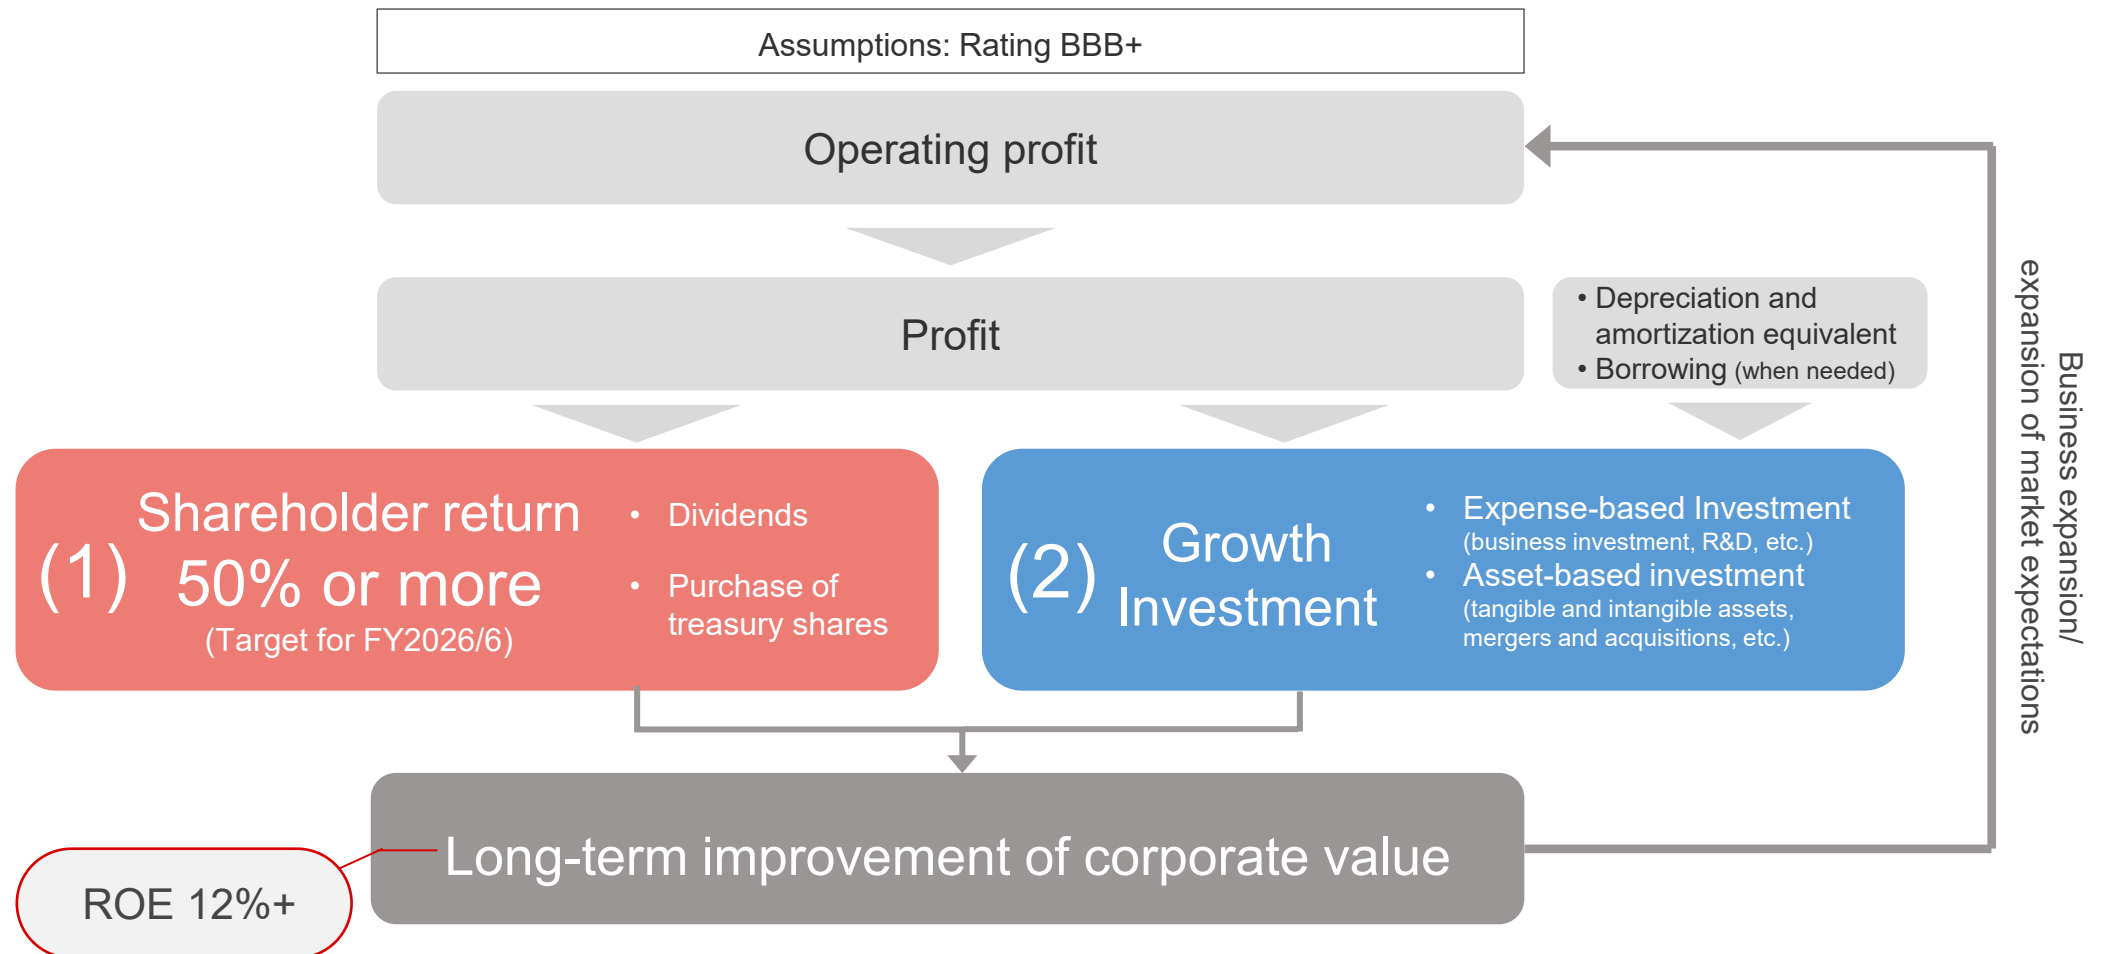 Assumptions: Rating BBB+
Operating profit
Profit
• Depreciation and
amortization equivalent
• Borrowing (when needed)
(1)
Shareholder return
50% or more
(Target for FY2026/6)
• Dividends
• Purchase of
treasury shares
(2)
Growth
Investment
• Expense-based Investment
(business investment, R&D, etc.)
• Asset-based investment
(tangible and intangible assets,
mergers and acquisitions, etc.)
Business expansion/
expansion of market expectations
Long-term improvement of corporate value
ROE 12%+